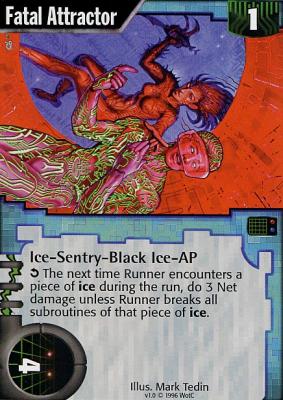 Fatal Attractor
1
Ice-Sentry-Black Ice-AP
The next time Runner encounters a
piece of ice during the run, do 3 Net
damage unless Runner breaks all
subroutines of that piece of ice.
4
Illus. Mark Tedin
v1.0 © 1996 WotC